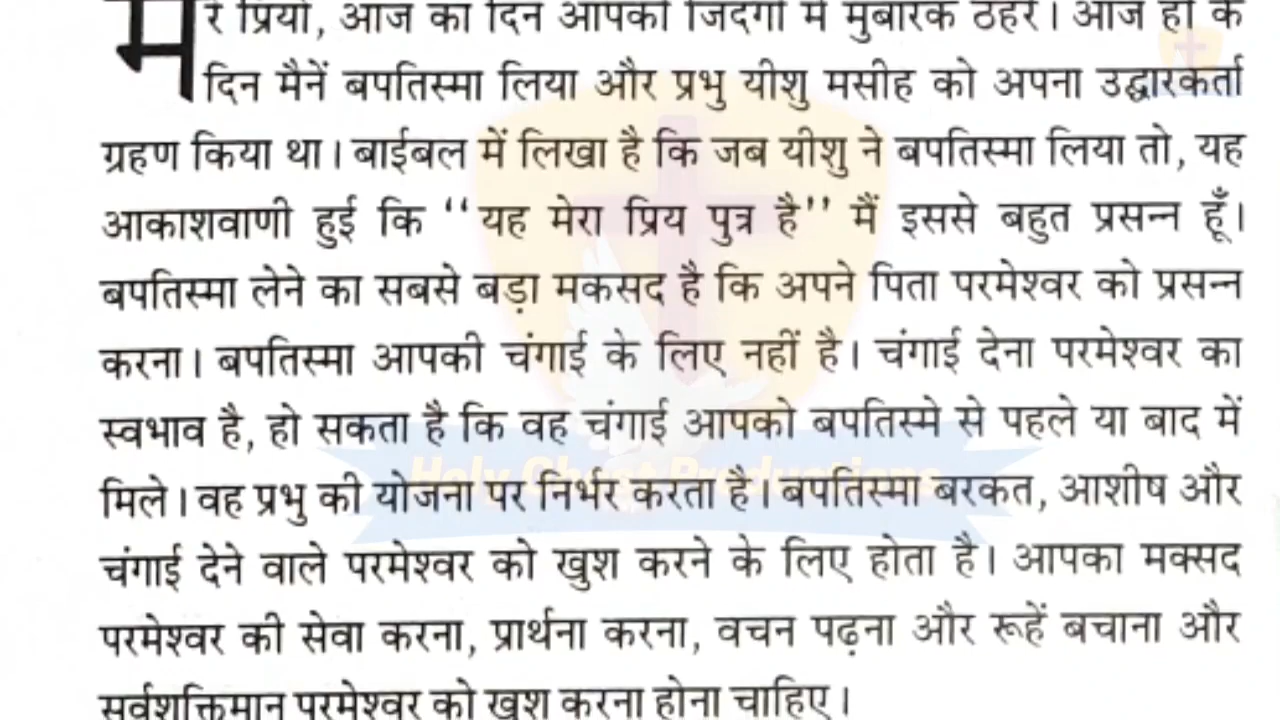 मेरे प्रियो, आज का दिन आपकी जिंदगी में मुबारक ठहरे। आज ही के
दिन मैनें बपतिस्मा लिया और प्रभु यीशु मसीह को अपना उद्धारकर्ता
ग्रहण किया था। बाईबल में लिखा है कि जब यीशु ने बपतिस्मा लिया तो, यह
आकाशवाणी हुई कि ‘‘यह मेरा प्रिय पुत्र है’’ मैं इससे बहुत प्रसन्न हूँ।
बपतिस्मा लेने का सबसे बड़ा मकसद है कि अपने पिता परमेश्वर को प्रसन्न
करना। बपतिस्मा आपकी चंगाई के लिए नहीं है। चंगाई देना परमेश्वर का
स्वभाव है, हो सकता है कि वह चंगाई आपको बपतिस्मे से पहले या बाद में
मिले। वह प्रभु की योजना पर निर्भर करता है। बपतिस्मा बरकत, आशीष और
Holy Ghost Productions
चंगाई देने वाले परमेश्वर को खुश करने के लिए होता है। आपका मक्सद
परमेश्वर की सेवा करना, प्रार्थना करना, वचन पढ़ना और रूहें बचाना और
सर्वशक्तिमान परमेश्वर को खुश करना होना चाहिए।